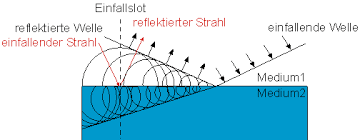 Einfallslot
reflektierter Strahl
reflektierte Welle
einfallende Welle
einfallender Strahl
Medium1
Medium2